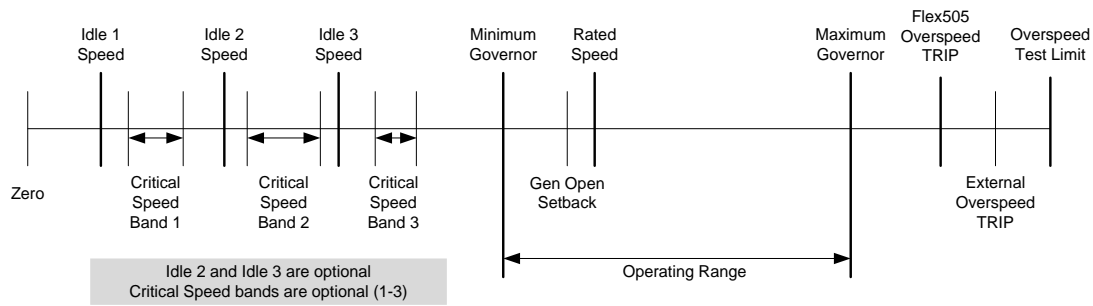 Idle 1
Speed
Idle 2
Speed
Idle 3
Speed
Minimum
Governor
Rated
Speed
Maximum
Governor
Flex505
Overspeed
TRIP
Overspeed
Test Limit
Zero
Critical
Speed
Band 1
Critical
Speed
Band 2
Critical
Speed
Band 3
Gen Open
Setback
External
Overspeed
TRIP
Operating Range
Idle 2 and Idle 3 are optional
Critical Speed bands are optional (1-3)